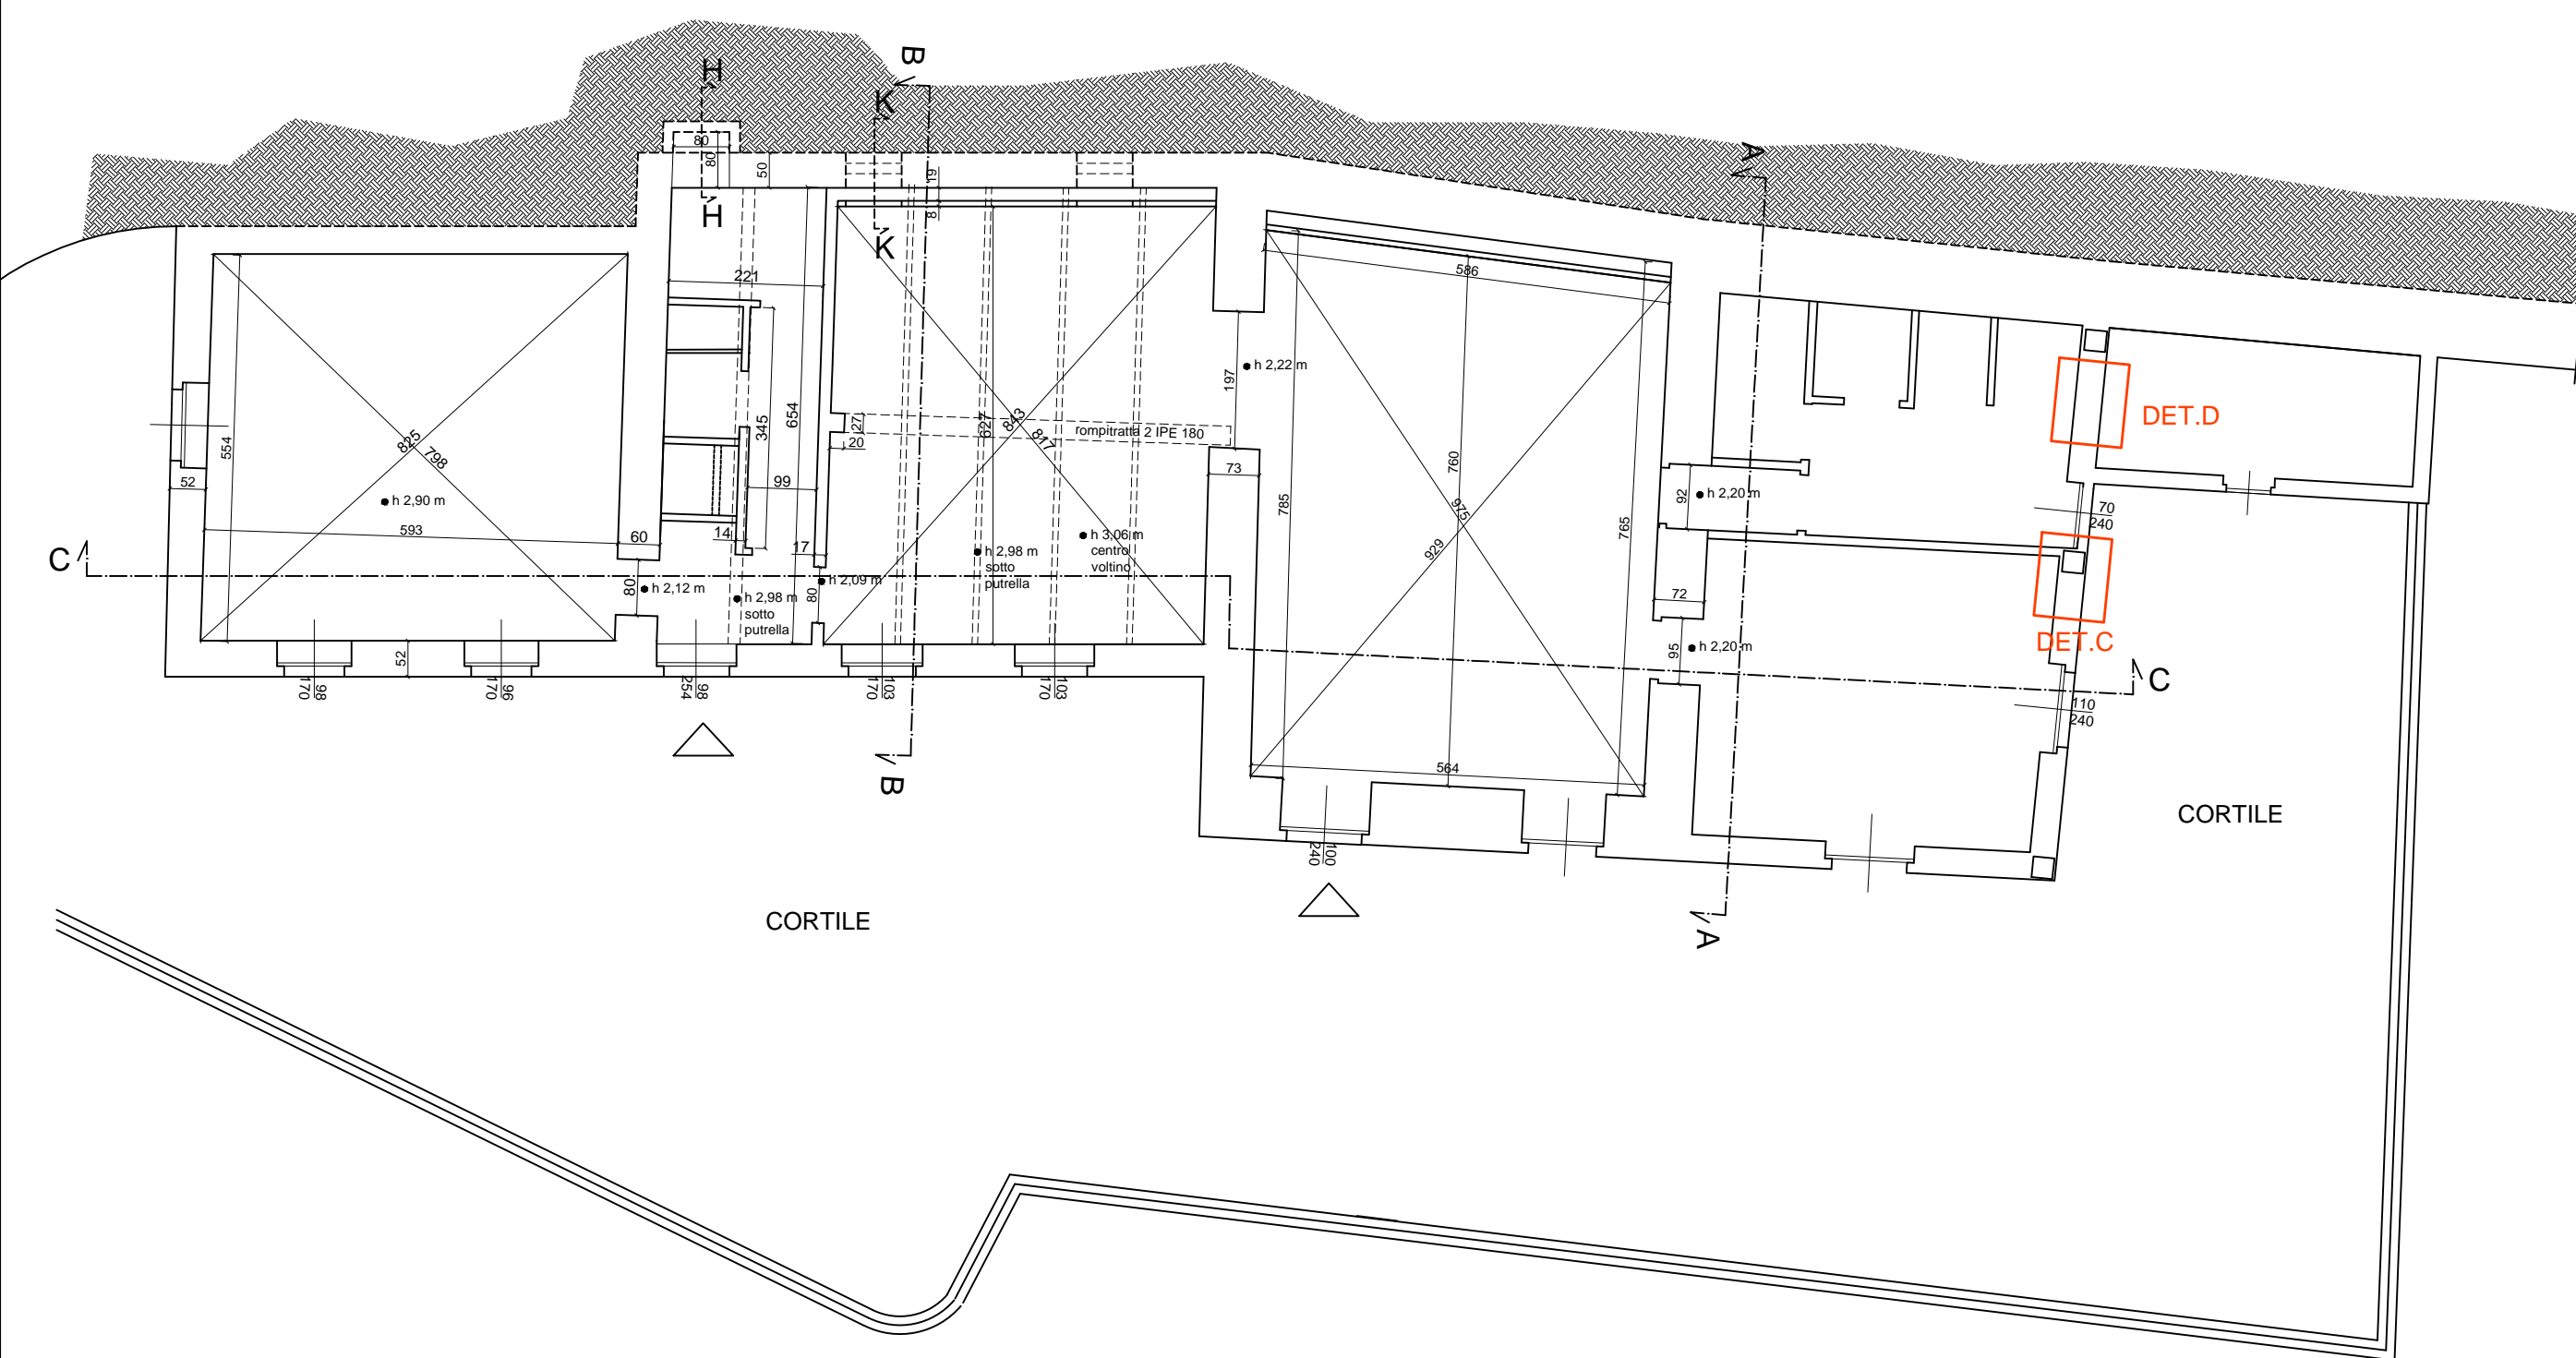 B
H
K
A
80
80
50
19
8
H
K
221
586
h 2,22 m
197
DET.D
345
654
27
20
627
843
817
rompitratta 2 IPE 180
554
825
798
760
73
52
h 2,90 m
99
785
975
929
765
92
h 2,20 m
70
240
593
60
14
17
h 3,06 m
centro
voltino
h 2,98 m
sotto
putrella
C
80
h 2,12 m
h 2,09 m
80
h 2,98 m
sotto
putrella
72
DET.C
52
95
h 2,20 m
C
98
170
96
170
98
254
103
170
103
170
110
240
564
B
100
240
CORTILE
CORTILE
A